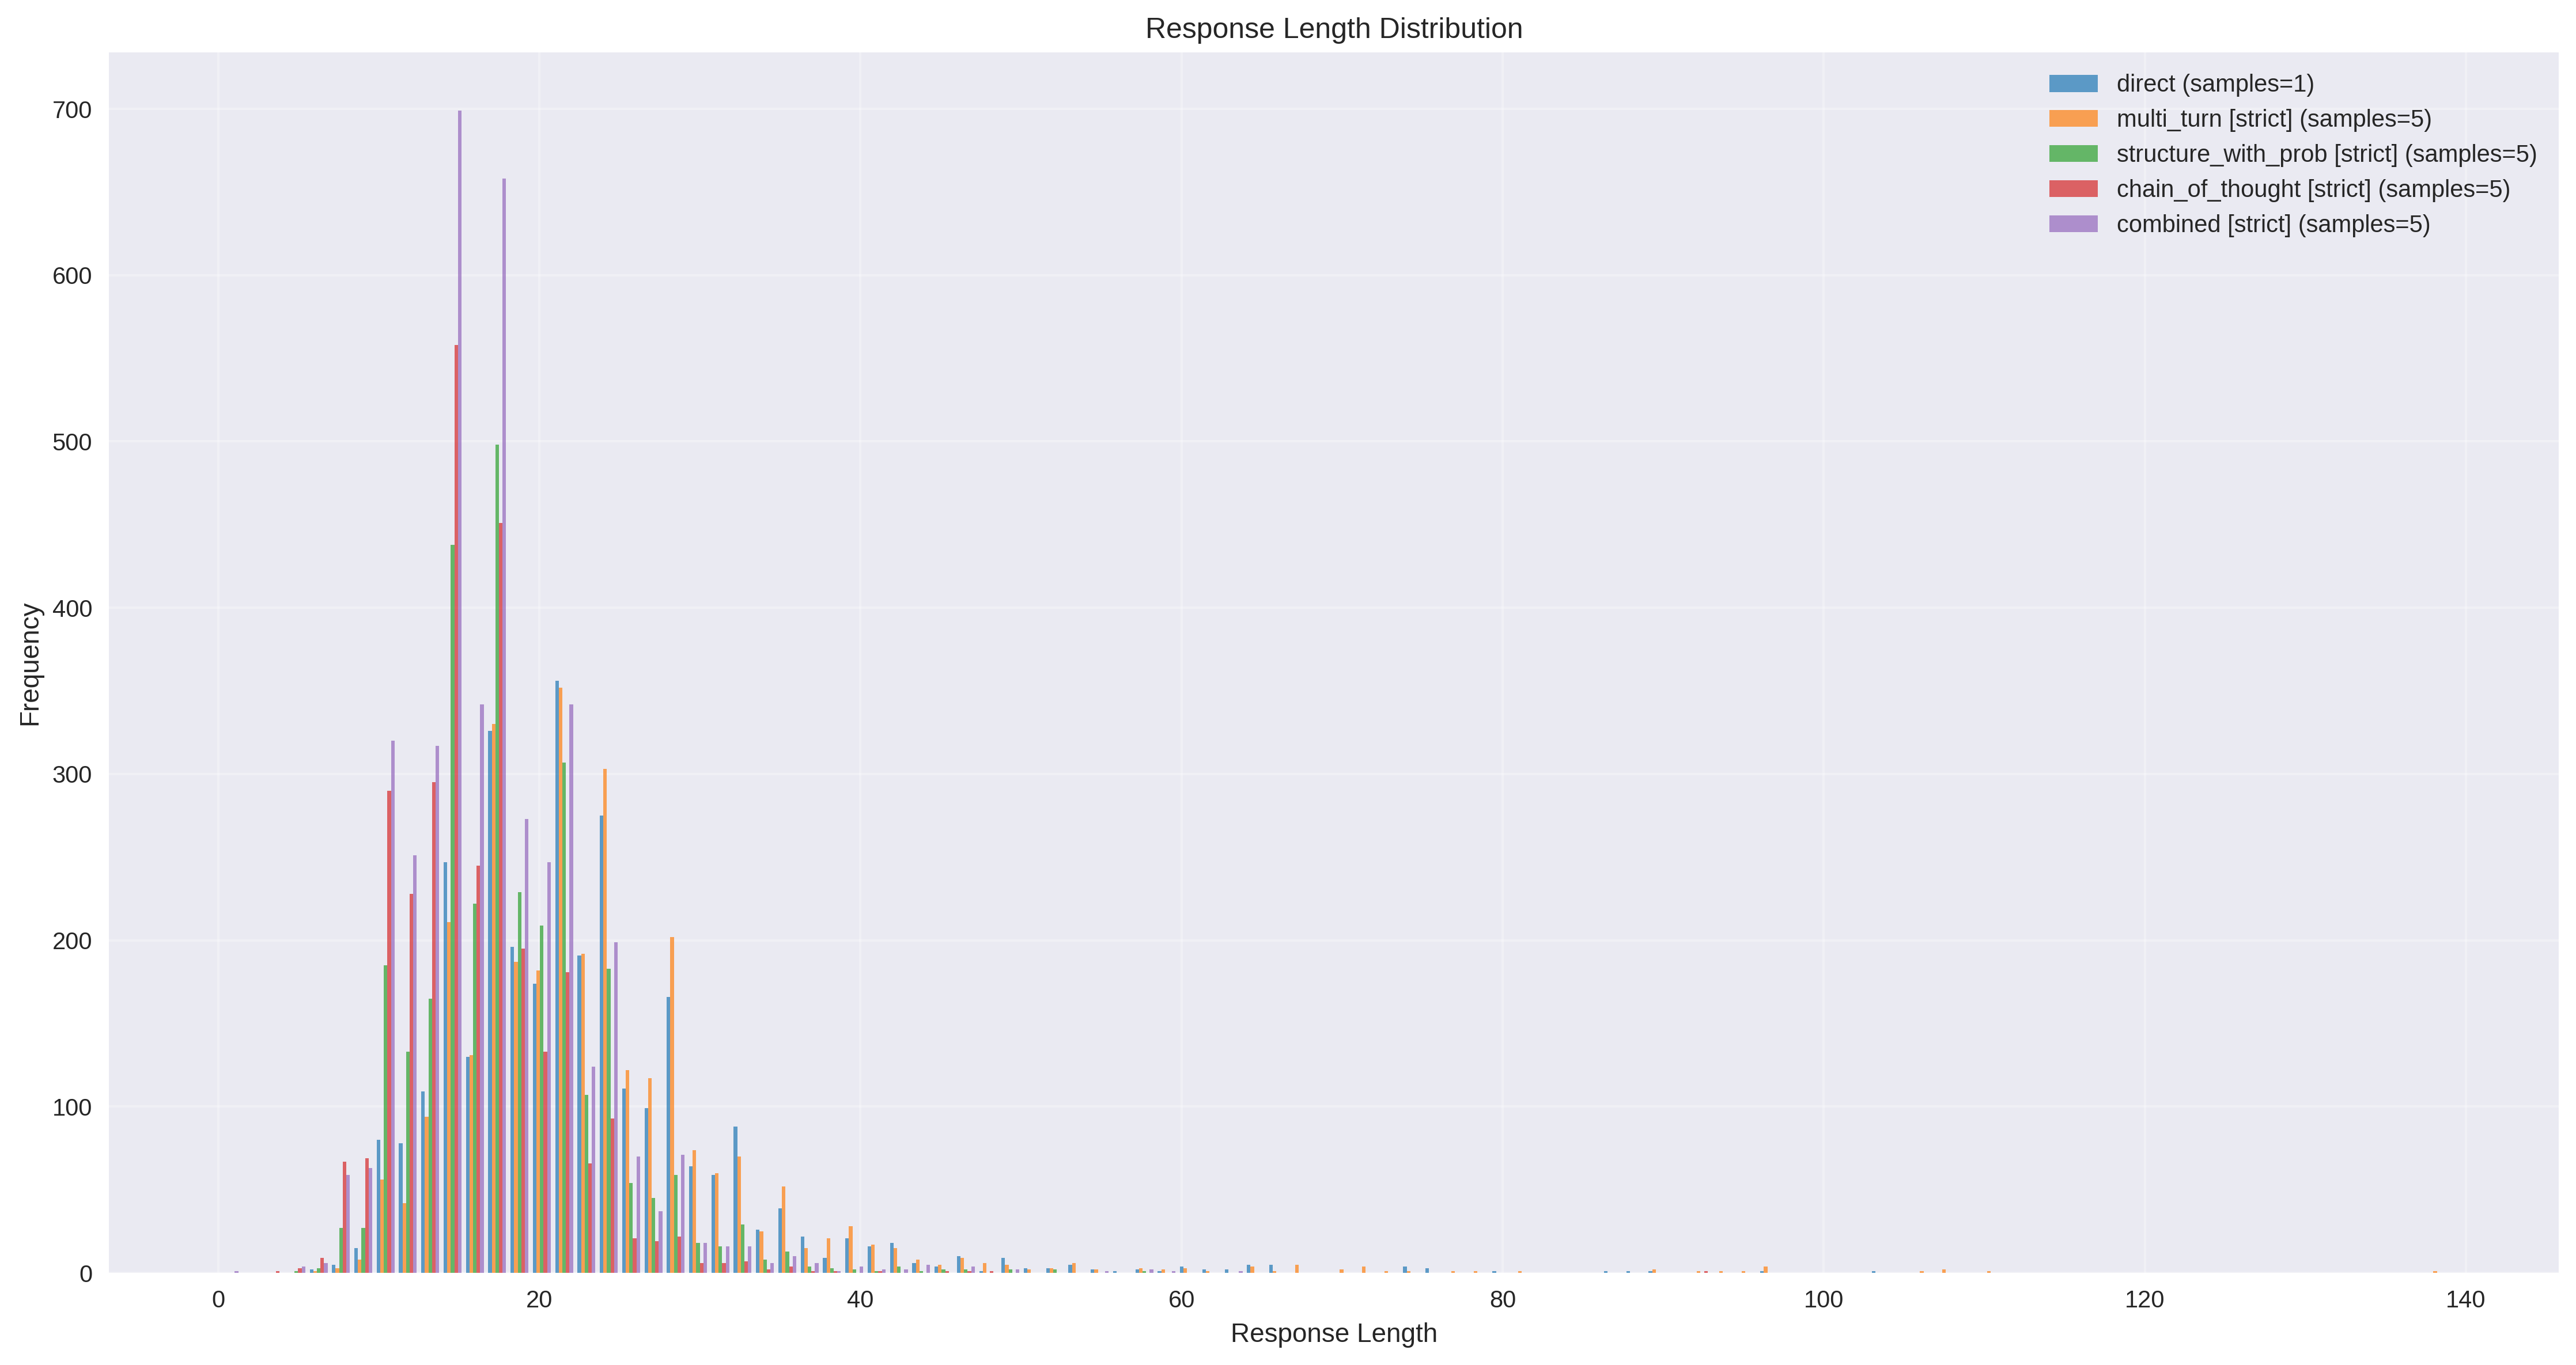 Response Length Distribution
direct (samples=1)
multi_turn [strict] (samples=5)
structure_with_prob [strict] (samples=5)
chain_of_thought [strict] (samples=5)
combined [strict] (samples=5)
700
600
500
400
300
200
100
0
Frequency
0 20 40 60 80 100 120 140
Response Length